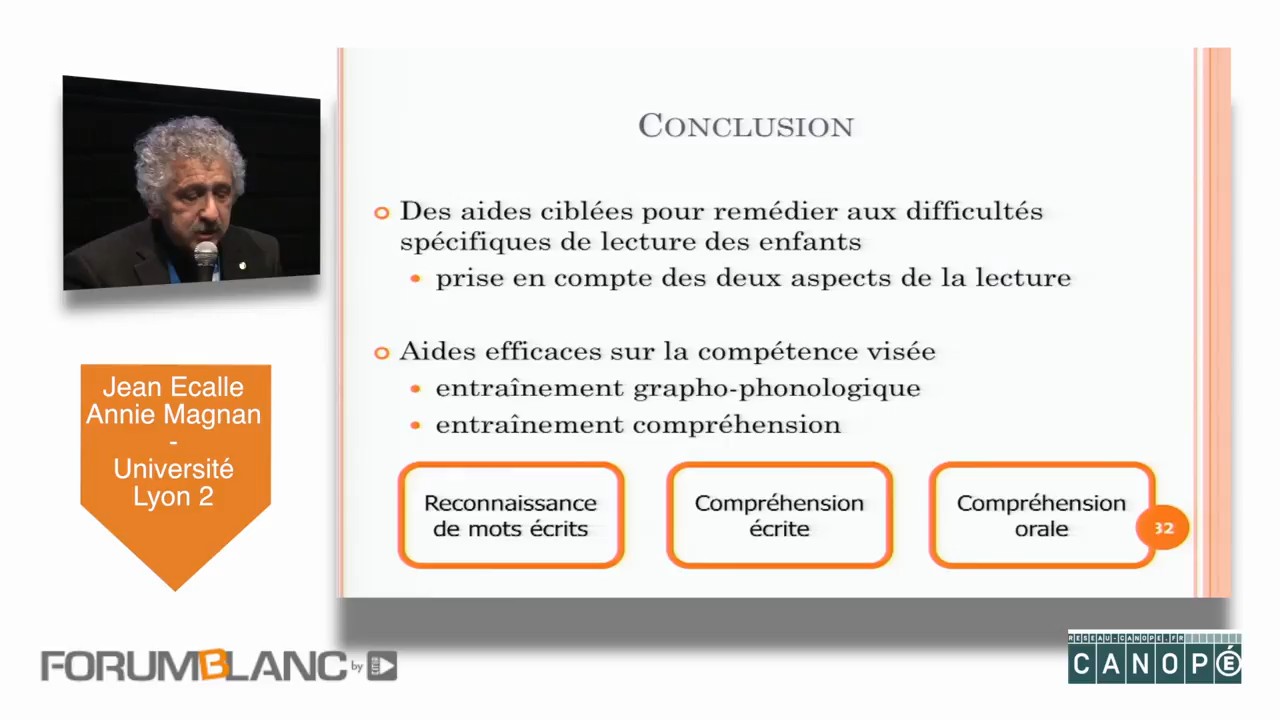 CONCLUSION
Des aides ciblées pour remédier aux difficultés
spécifiques de lecture des enfants
prise en compte des deux aspects de la lecture
Aides efficaces sur la compétence visée
entraînement grapho-phonologique
entraînement compréhension
Reconnaissance
de mots écrits
Compréhension
écrite
Compréhension
orale
32
Jean Ecalle
Annie Magnan
-
Université
Lyon 2
FORUMBLANC by
RESEAU-CANOPE.FR
CANOPÉ